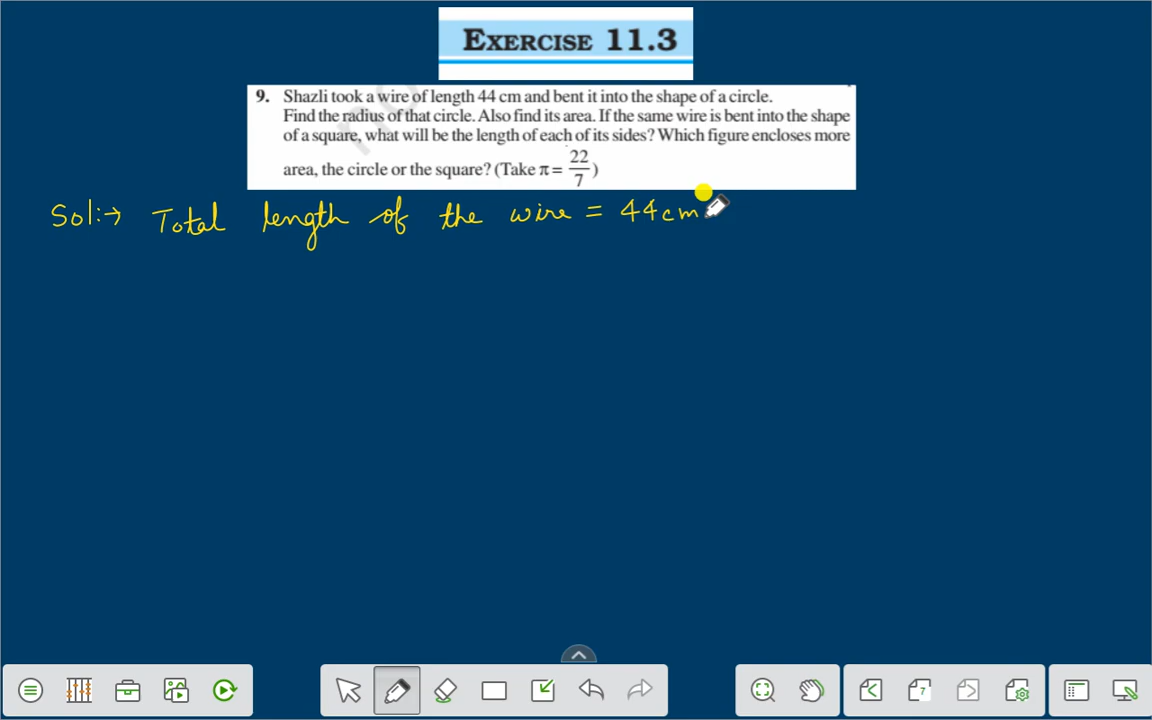 EXERCISE 11.3
9. Shazli took a wire of length 44 cm and bent it into the shape of a circle.
Find the radius of that circle. Also find its area. If the same wire is bent into the shape
of a square, what will be the length of each of its sides? Which figure encloses more
area, the circle or the square? (Take π = 22/7)
Sol:→ Total length of the wire = 44cm
7